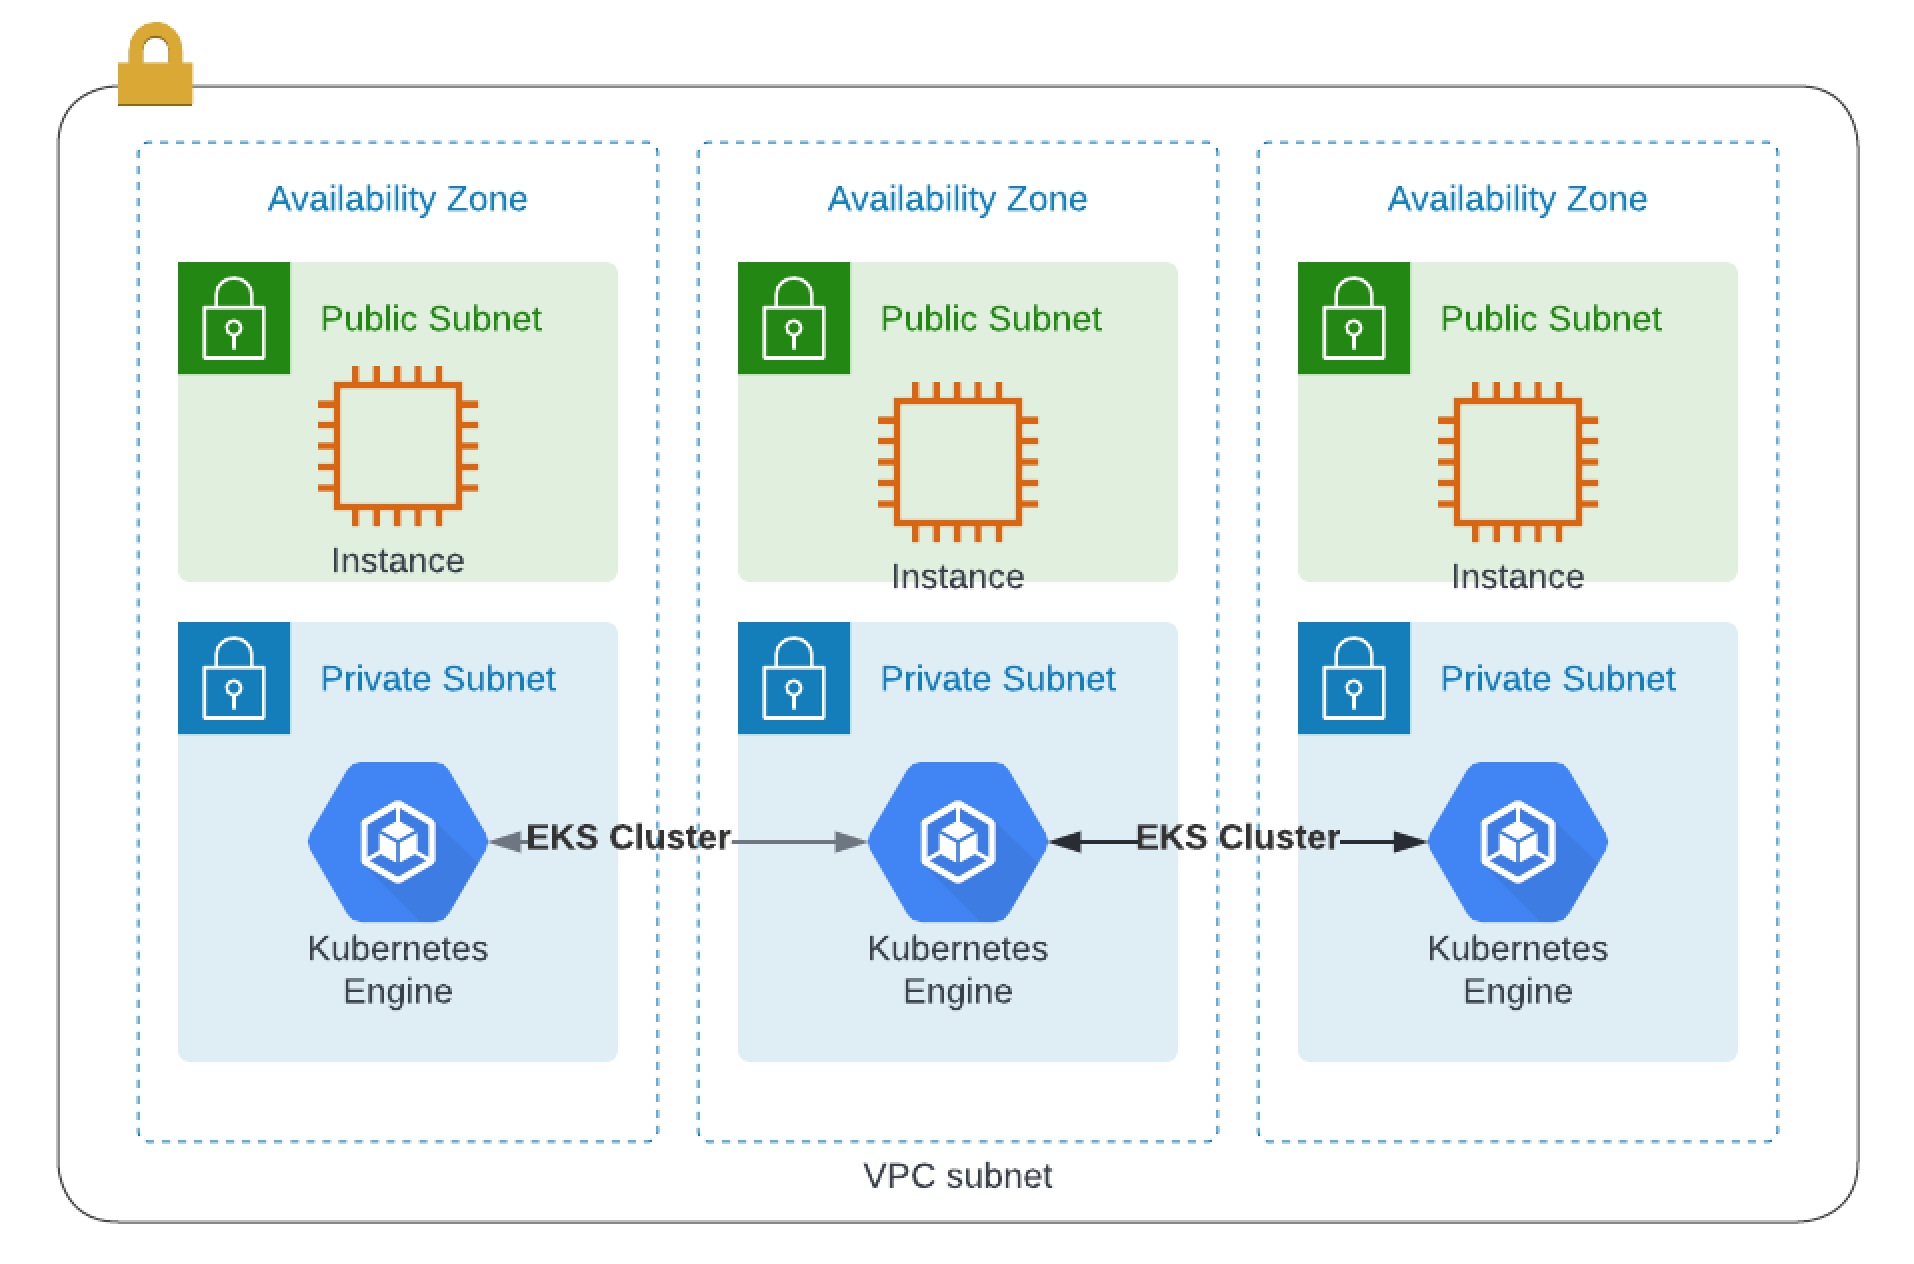 Availability Zone
Availability Zone
Availability Zone
Public Subnet
Public Subnet
Public Subnet
Instance
Instance
Instance
Private Subnet
Private Subnet
Private Subnet
EKS Cluster
EKS Cluster
Kubernetes
Engine
Kubernetes
Engine
Kubernetes
Engine
VPC subnet